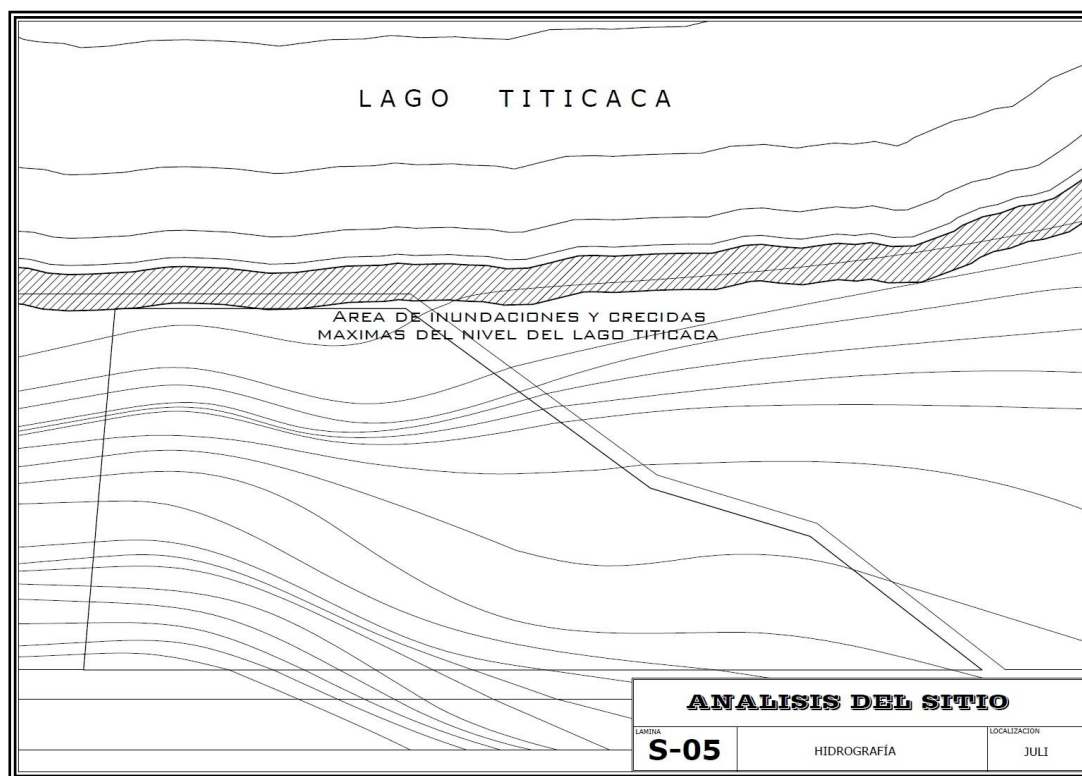 LAGO TITICACA
AREA DE INUNDACIONES Y CRECIDAS
MAXIMAS DEL NIVEL DEL LAGO TITICACA
ANALISIS DEL SITIO
LAMINA
S-05
HIDROGRAFÍA
LOCALIZACION
JULI